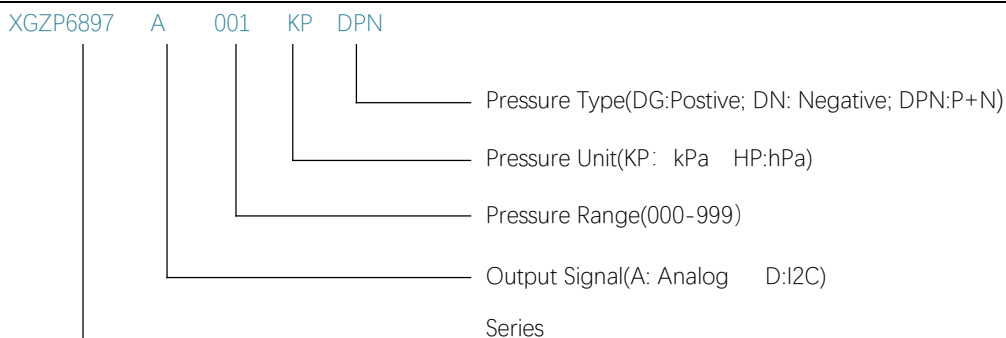 XGZP6897 A 001 KP DPN
Pressure Type(DG:Postive; DN: Negative; DPN:P+N)
Pressure Unit(KP: kPa HP:hPa)
Pressure Range(000-999)
Output Signal(A: Analog D:I2C)
Series